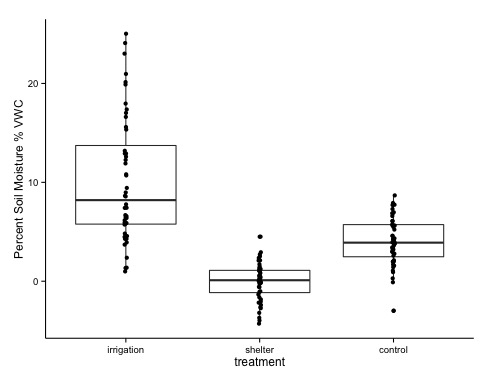 Percent Soil Moisture % VWC
20
10
0
irrigation shelter control
treatment